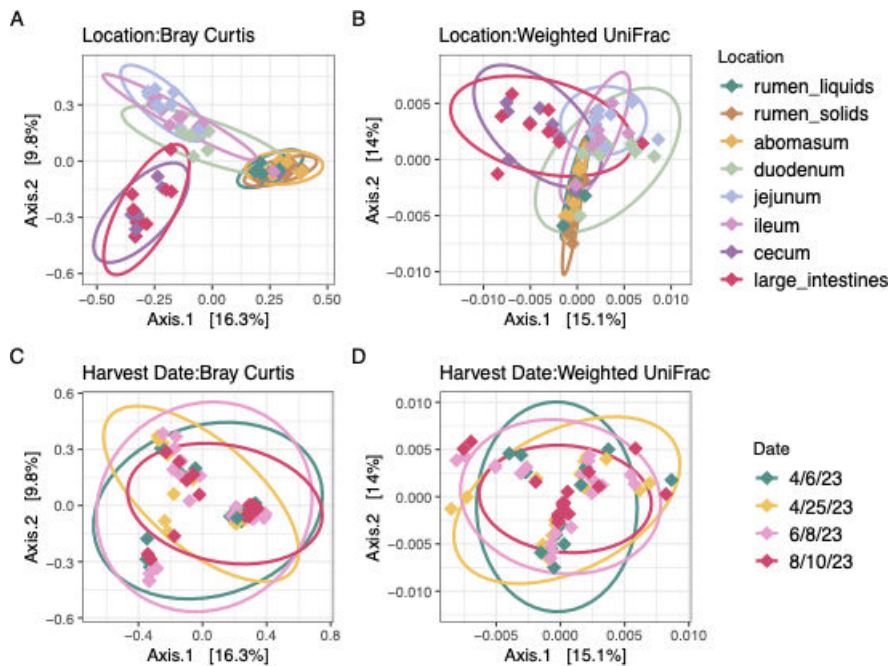 A
Location:Bray Curtis
0.3
0.0
−0.3
−0.6
Axis.2 [9.8%]
−0.50
−0.25
0.00
0.25
0.50
Axis.1 [16.3%]
B
Location:Weighted UniFrac
0.005
0.000
−0.005
−0.010
Axis.2 [14%]
−0.010
−0.005
0.000
0.005
0.010
Axis.1 [15.1%]
Location
rumen_liquids
rumen_solids
abomasum
duodenum
jejunum
ileum
cecum
large_intestines
C
Harvest Date:Bray Curtis
0.6
0.3
0.0
−0.3
−0.6
Axis.2 [9.8%]
−0.4
0.0
0.4
0.8
Axis.1 [16.3%]
D
Harvest Date:Weighted UniFrac
0.010
0.005
0.000
−0.005
−0.010
Axis.2 [14%]
−0.005
0.000
0.005
0.010
Axis.1 [15.1%]
Date
4/6/23
4/25/23
6/8/23
8/10/23